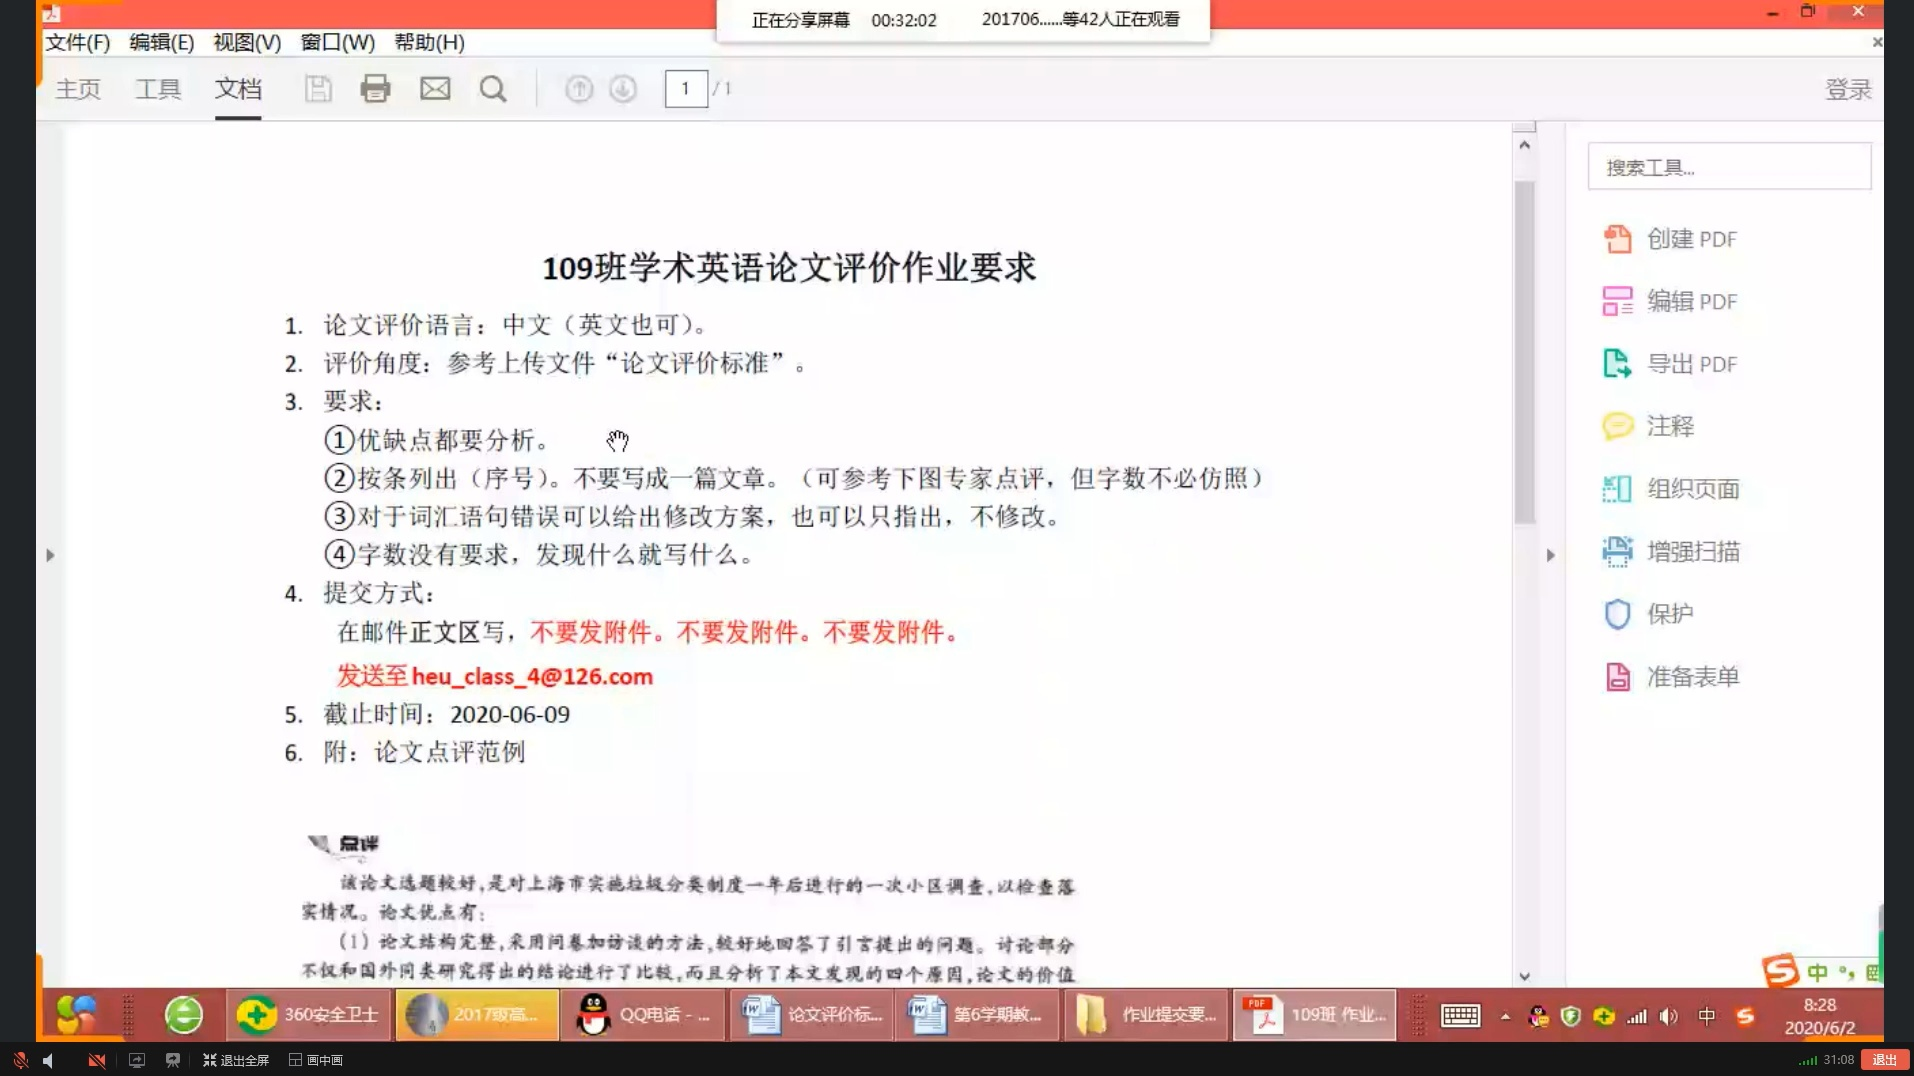 正在分享屏幕 00:32:02 201706......等42人正在观看
文件(F) 编辑(E) 视图(V) 窗口(W) 帮助(H)
主页 工具 文档 1 / 1 登录
搜索工具...
创建 PDF
编辑 PDF
导出 PDF
注释
组织页面
增强扫描
保护
准备表单
109班学术英语论文评价作业要求
1. 论文评价语言：中文（英文也可）。
2. 评价角度：参考上传文件“论文评价标准”。
3. 要求：
①优缺点都要分析。
②按条列出（序号）。不要写成一篇文章。（可参考下图专家点评，但字数不必仿照）
③对于词汇语句错误可以给出修改方案，也可以只指出，不修改。
④字数没有要求，发现什么就写什么。
4. 提交方式：
在邮件正文区写，不要发附件。不要发附件。不要发附件。
发送至heu_class_4@126.com
5. 截止时间：2020-06-09
6. 附：论文点评范例
点评
该论文选题较好,是对上海市实施垃圾分类制度一年后进行的一次小区调查,以检查落
实情况。论文优点有:
(1) 论文结构完整,采用问卷加访谈的方法,较好地回答了引言提出的问题。讨论部分
不仅和国外同类研究得出的结论进行了比较,而且分析了本文发现的四个原因,论文的价值
中
360安全卫士 2017级高... QQ电话 - ... 论文评价标... 第6学期教... 作业提交要... 109班 作业... 中 8:28
2020/6/2
退出全屏 画中画 31:08 退出